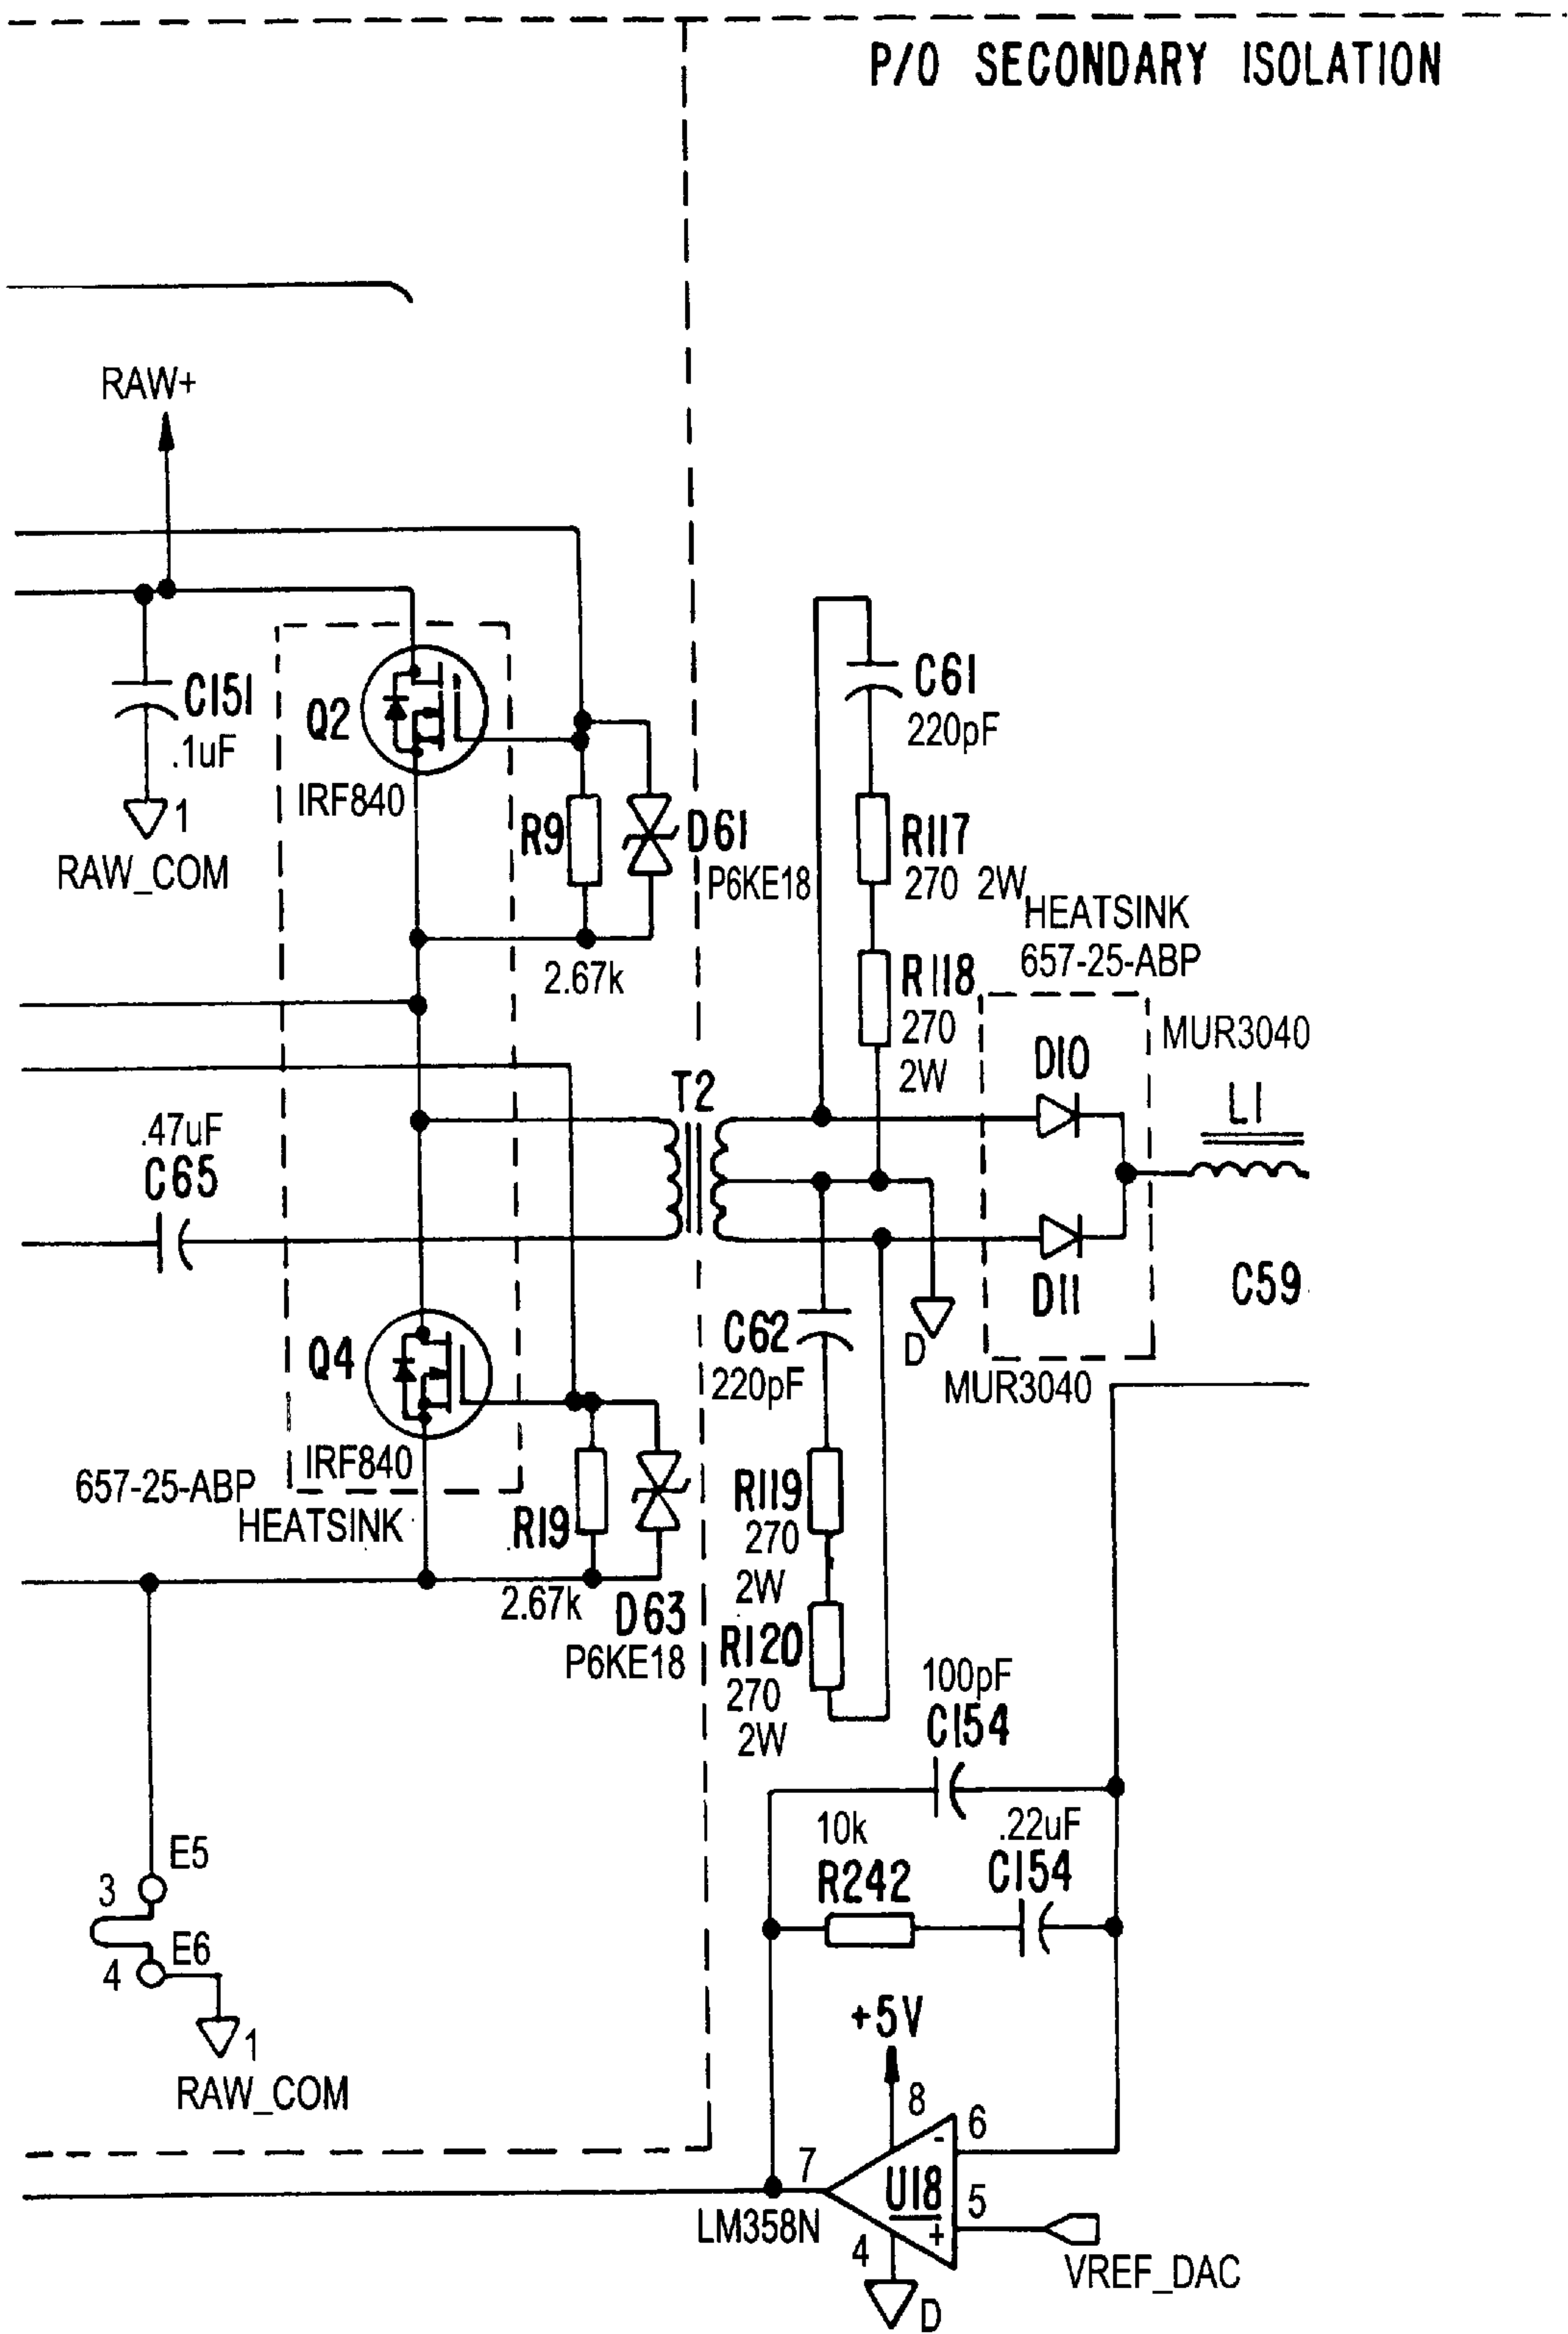 P/O SECONDARY ISOLATION
RAW+
C151
.1uF
1
RAW_COM
Q2
IRF840
R9
2.67k
D61
P6KE18
C61
220pF
R117
270 2W
R118
270
2W
HEATSINK
657-25-ABP
MUR3040
D10
L1
T2
.47uF
C65
D11
MUR3040
C59
D
C62
220pF
Q4
IRF840
657-25-ABP
HEATSINK
R19
2.67k
D63
P6KE18
R119
270
2W
R120
270
2W
100pF
C154
10k
R242
.22uF
C154
E5
3
E6
4
1
RAW_COM
+5V
8
6
-
7
U18
5
+
LM358N
4
VREF_DAC
D